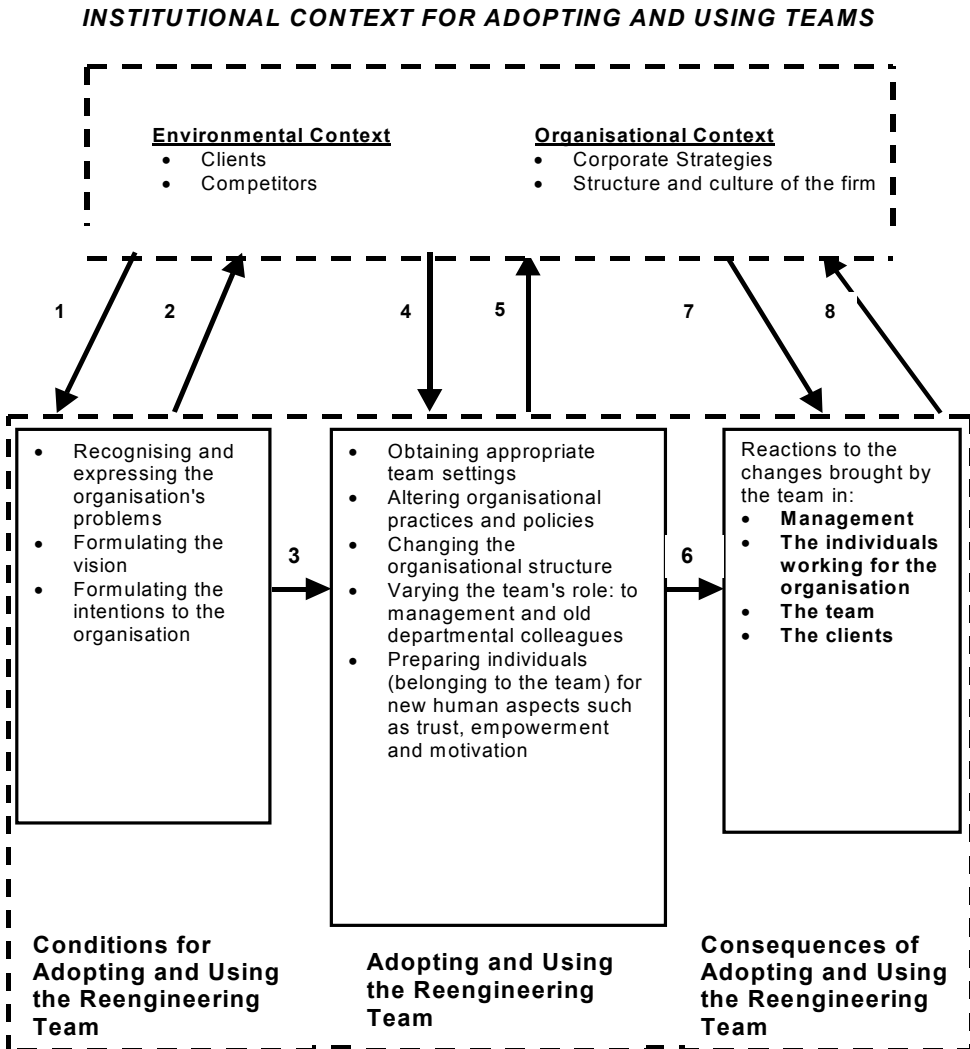 INSTITUTIONAL CONTEXT FOR ADOPTING AND USING TEAMS
Environmental Context
• Clients
• Competitors
Organisational Context
• Corporate Strategies
• Structure and culture of the firm
1
2
4
5
7
8
• Recognising and
expressing the
organisation's
problems
• Formulating the
vision
• Formulating the
intentions to the
organisation
3
• Obtaining appropriate
team settings
• Altering organisational
practices and policies
• Changing the
organisational structure
• Varying the team's role: to
management and old
departmental colleagues
• Preparing individuals
(belonging to the team) for
new human aspects such
as trust, empowerment
and motivation
6
Reactions to the
changes brought by
the team in:
• Management
• The individuals
working for the
organisation
• The team
• The clients
Conditions for
Adopting and Using
the Reengineering
Team
Adopting and Using
the Reengineering
Team
Consequences of
Adopting and Using
the Reengineering
Team